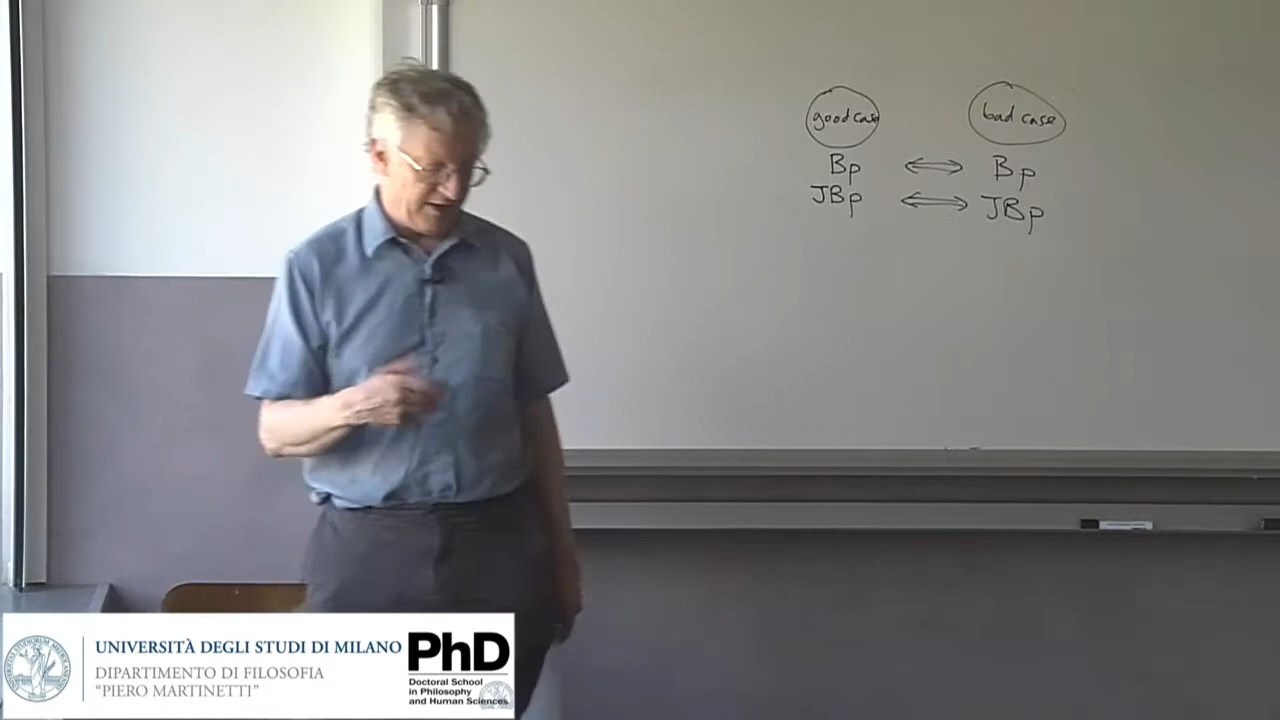 good case bad case
Bp ⟺ Bp
JBp ⟺ JBp
UNIVERSITÀ DEGLI STUDI DI MILANO
DIPARTIMENTO DI FILOSOFIA
"PIERO MARTINETTI"
PhD
Doctoral School
in Philosophy
and Human Sciences